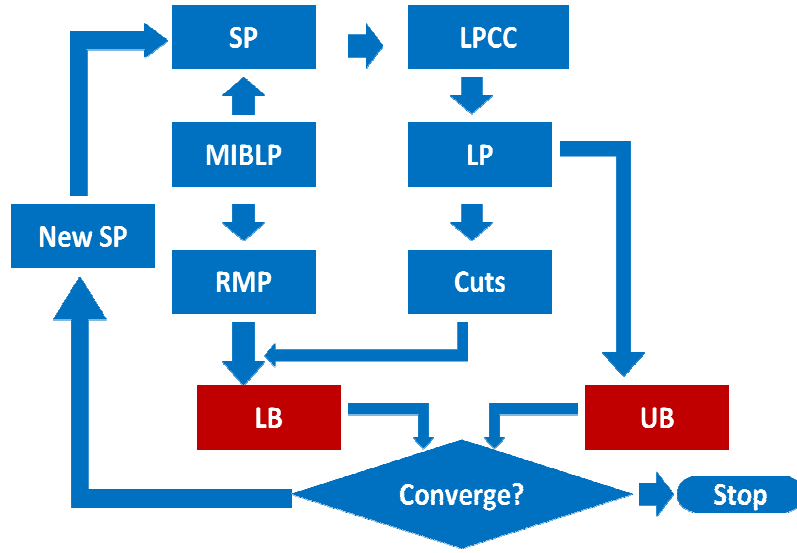 SP
LPCC
MIBLP
LP
New SP
RMP
Cuts
LB
UB
Converge?
Stop